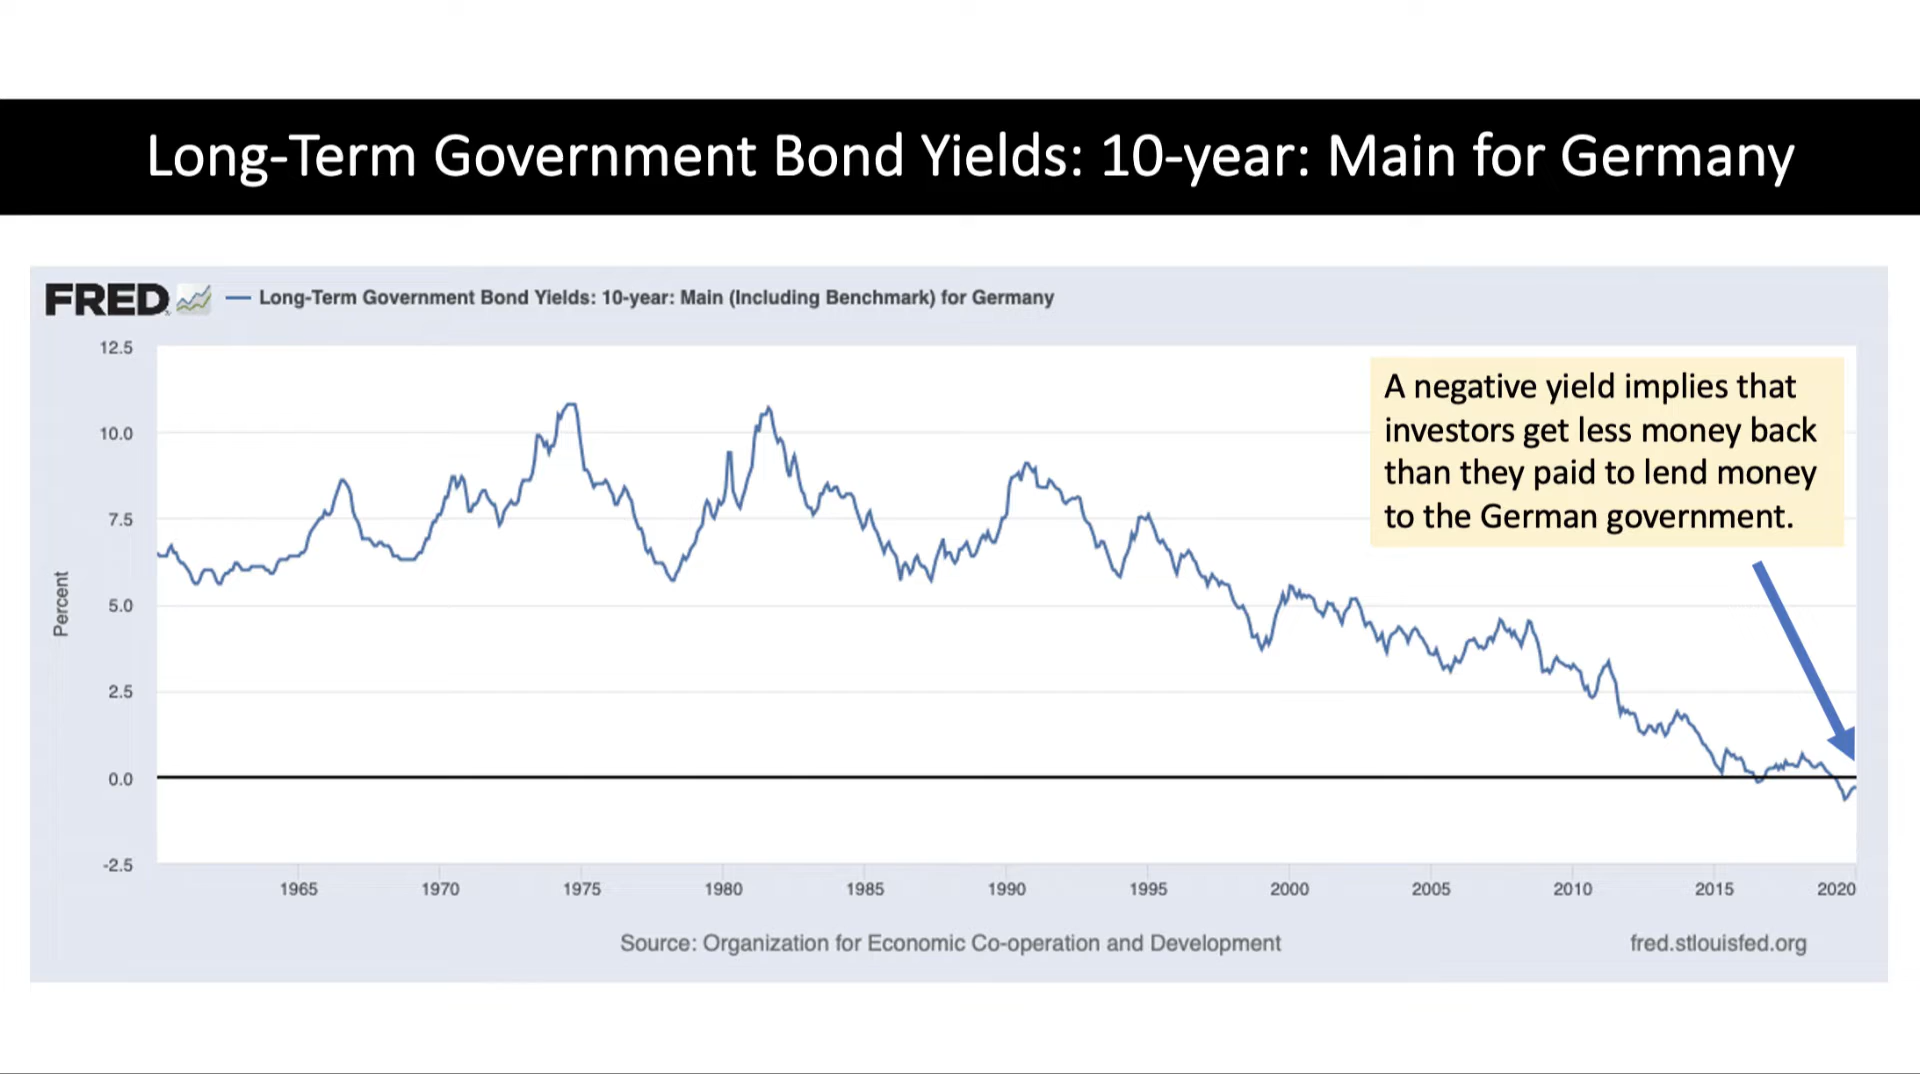 Long-Term Government Bond Yields: 10-year: Main for Germany
FRED
Long-Term Government Bond Yields: 10-year: Main (Including Benchmark) for Germany
12.5
10.0
7.5
5.0
2.5
0.0
-2.5
Percent
A negative yield implies that
investors get less money back
than they paid to lend money
to the German government.
1965 1970 1975 1980 1985 1990 1995 2000 2005 2010 2015 2020
Source: Organization for Economic Co-operation and Development
fred.stlouisfed.org